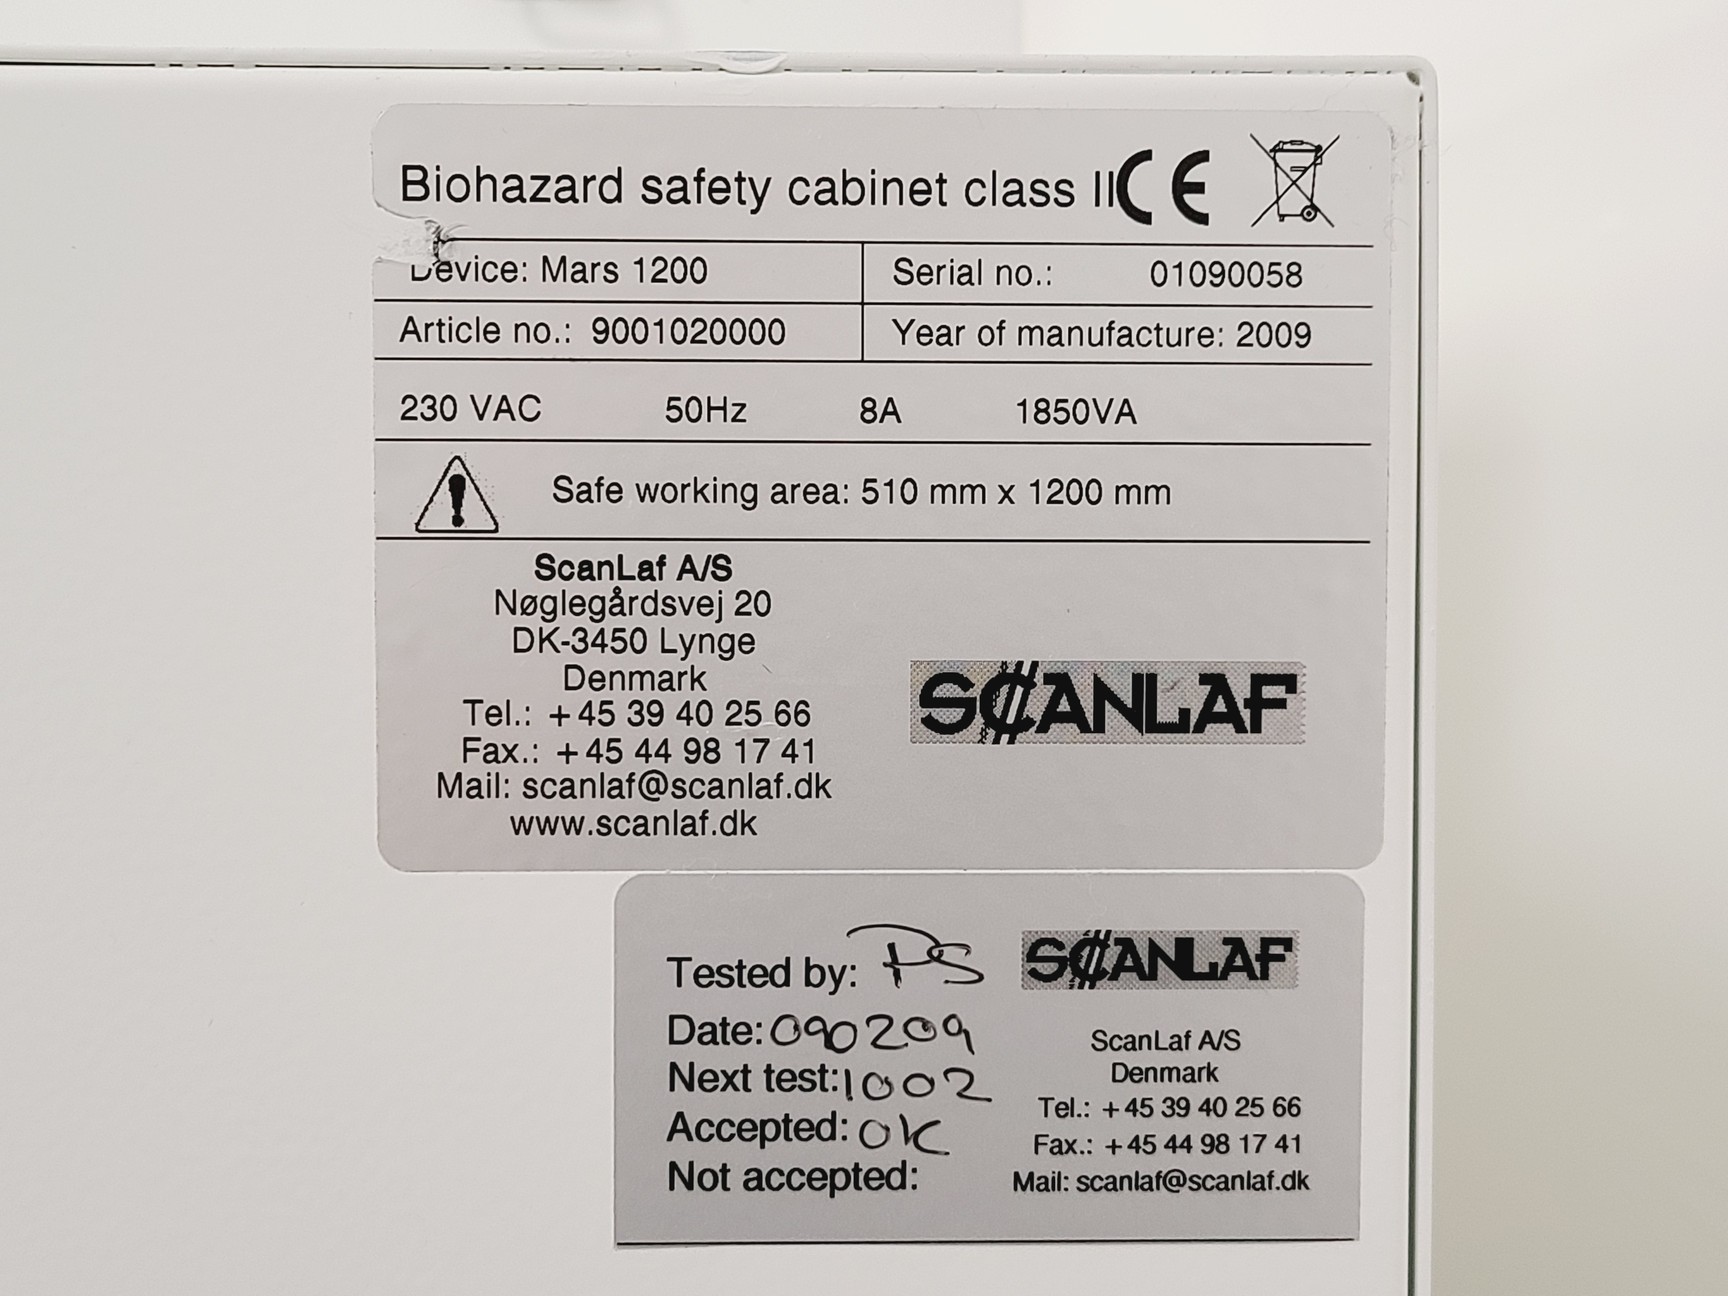 Biohazard safety cabinet class II CE
Device: Mars 1200 Serial no.: 01090058
Article no.: 9001020000 Year of manufacture: 2009
230 VAC 50Hz 8A 1850VA
Safe working area: 510 mm x 1200 mm
ScanLaf A/S
Nøglegårdsvej 20
DK-3450 Lynge
Denmark
Tel.: +45 39 40 25 66
Fax.: +45 44 98 17 41
Mail: scanlaf@scanlaf.dk
www.scanlaf.dk
SCANLAF
Tested by: PS
Date: 090209
Next test: 1002
Accepted: OK
Not accepted:
SCANLAF
ScanLaf A/S
Denmark
Tel.: +45 39 40 25 66
Fax.: +45 44 98 17 41
Mail: scanlaf@scanlaf.dk